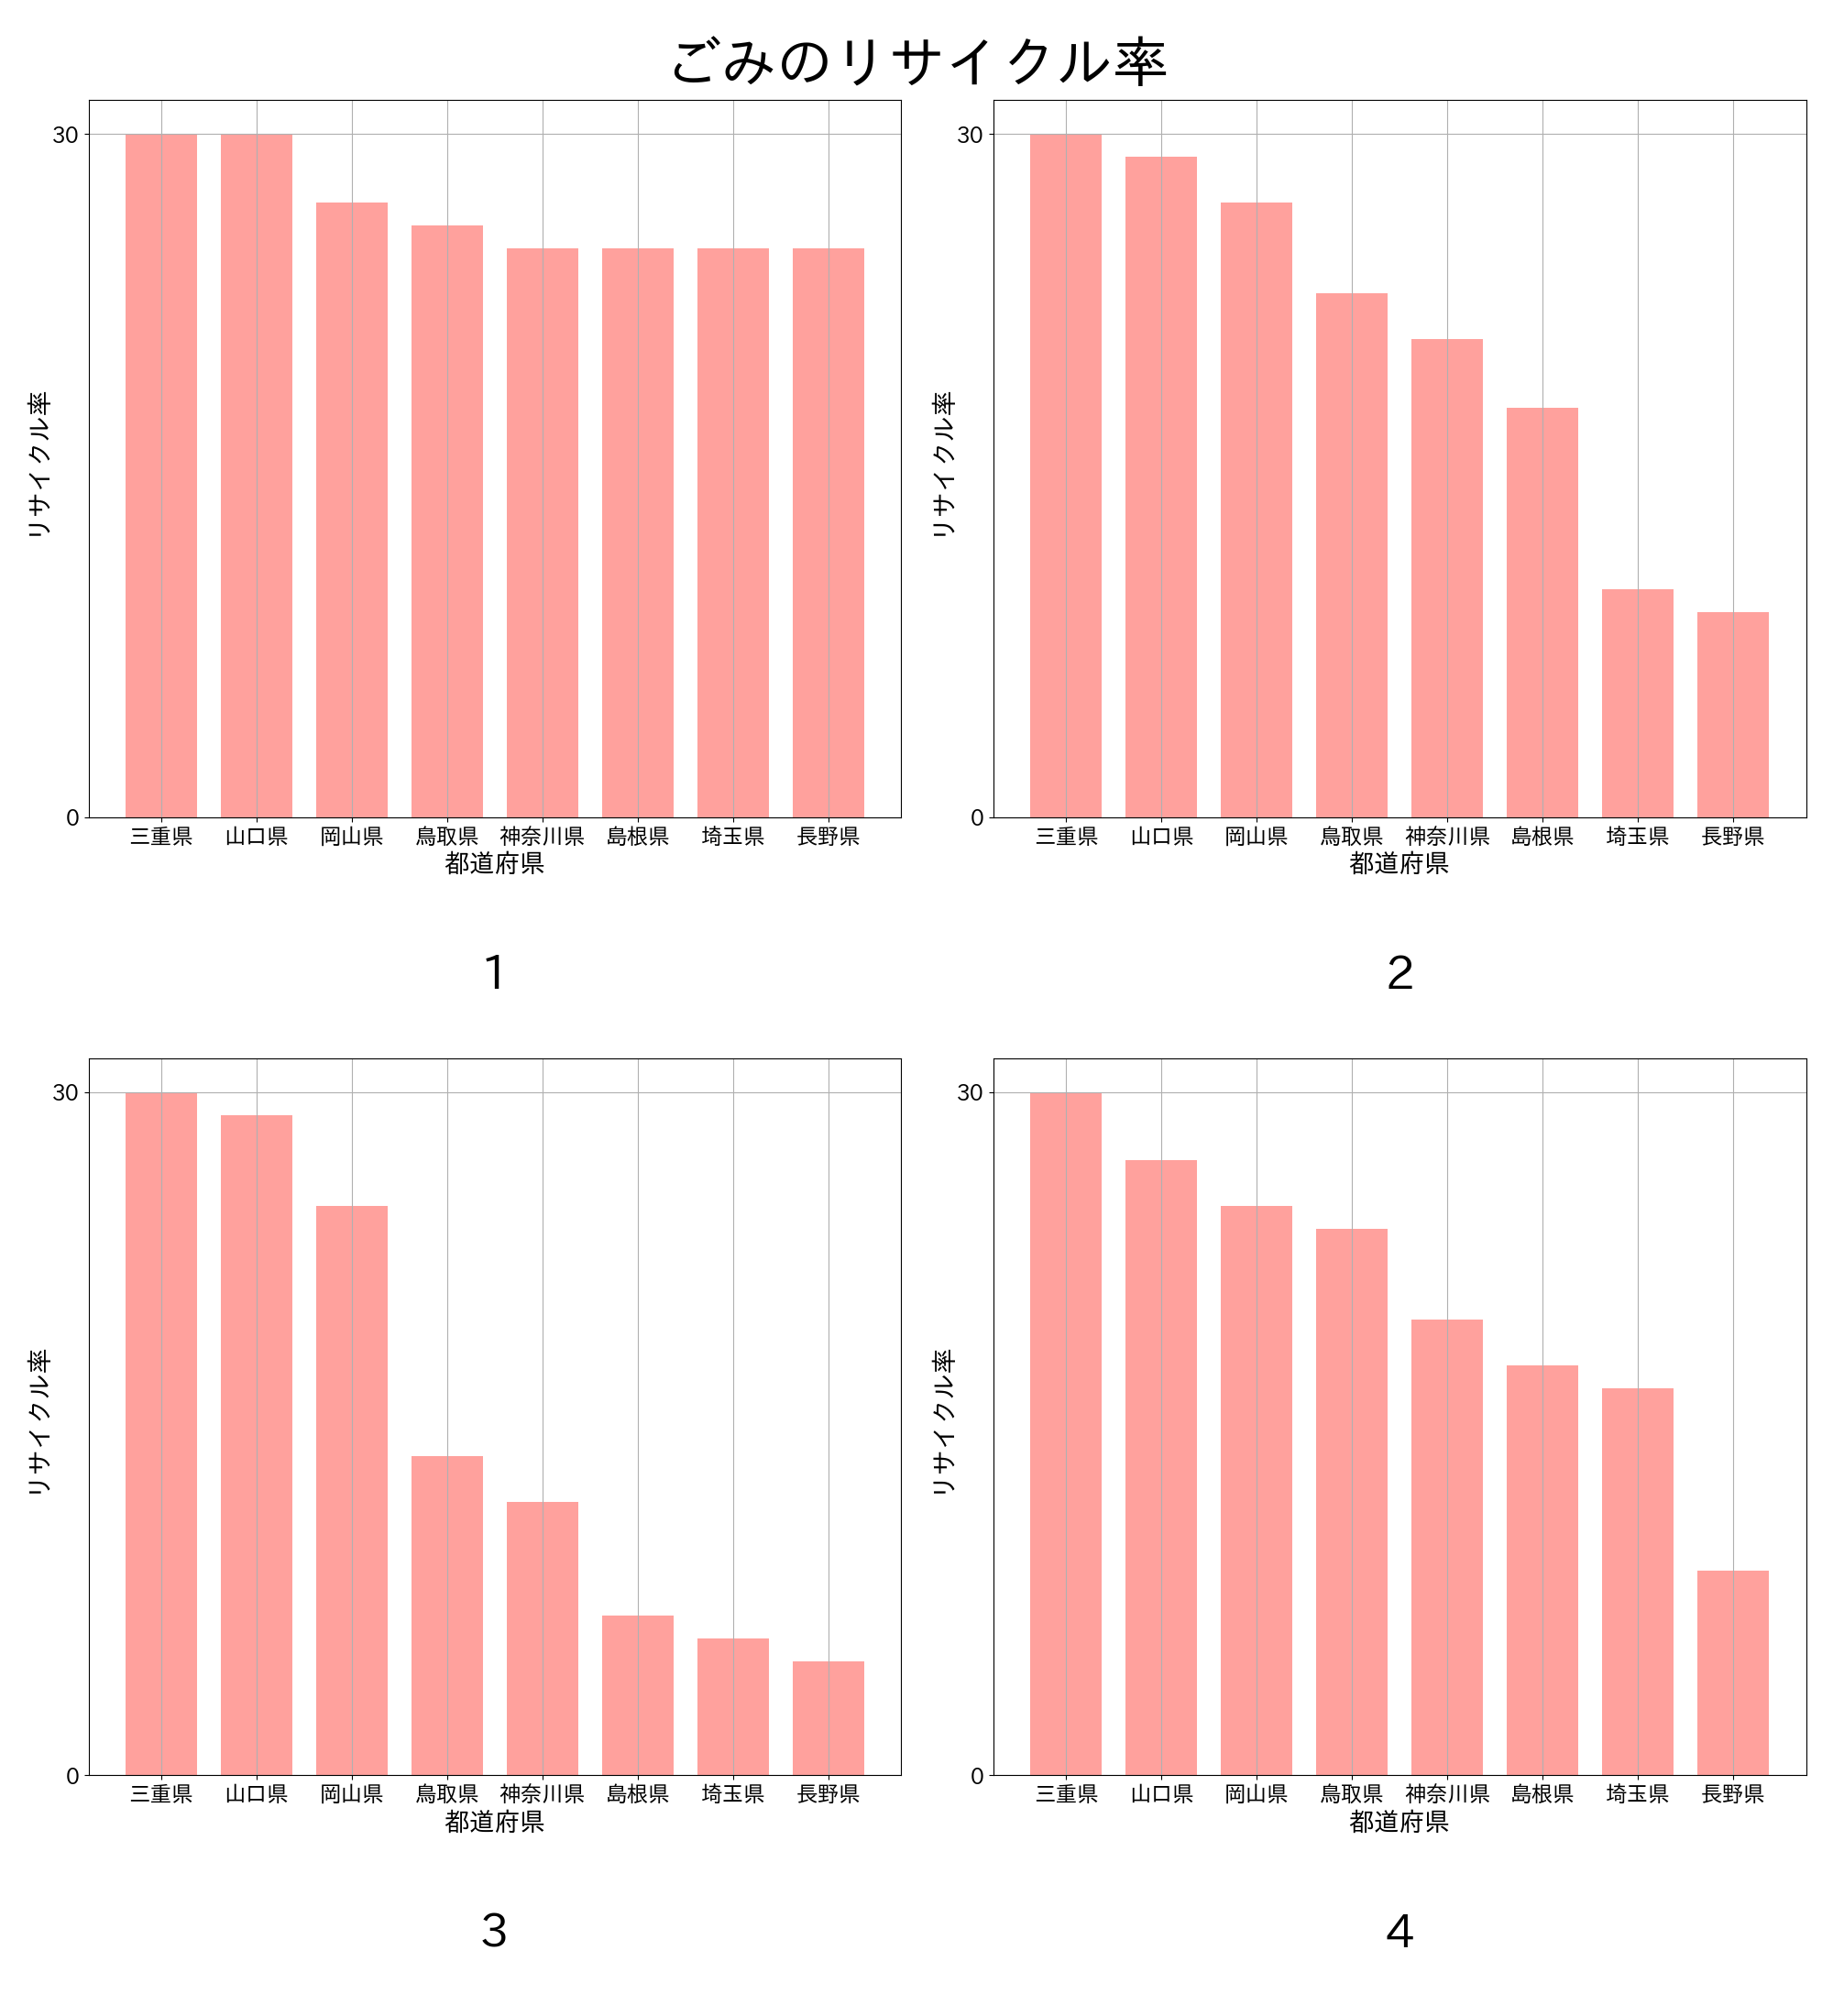 ごみのリサイクル率
30
0
リサイクル率
三重県 山口県 岡山県 鳥取県 神奈川県 島根県 埼玉県 長野県
都道府県
1
30
0
リサイクル率
三重県 山口県 岡山県 鳥取県 神奈川県 島根県 埼玉県 長野県
都道府県
2
30
0
リサイクル率
三重県 山口県 岡山県 鳥取県 神奈川県 島根県 埼玉県 長野県
都道府県
3
30
0
リサイクル率
三重県 山口県 岡山県 鳥取県 神奈川県 島根県 埼玉県 長野県
都道府県
4